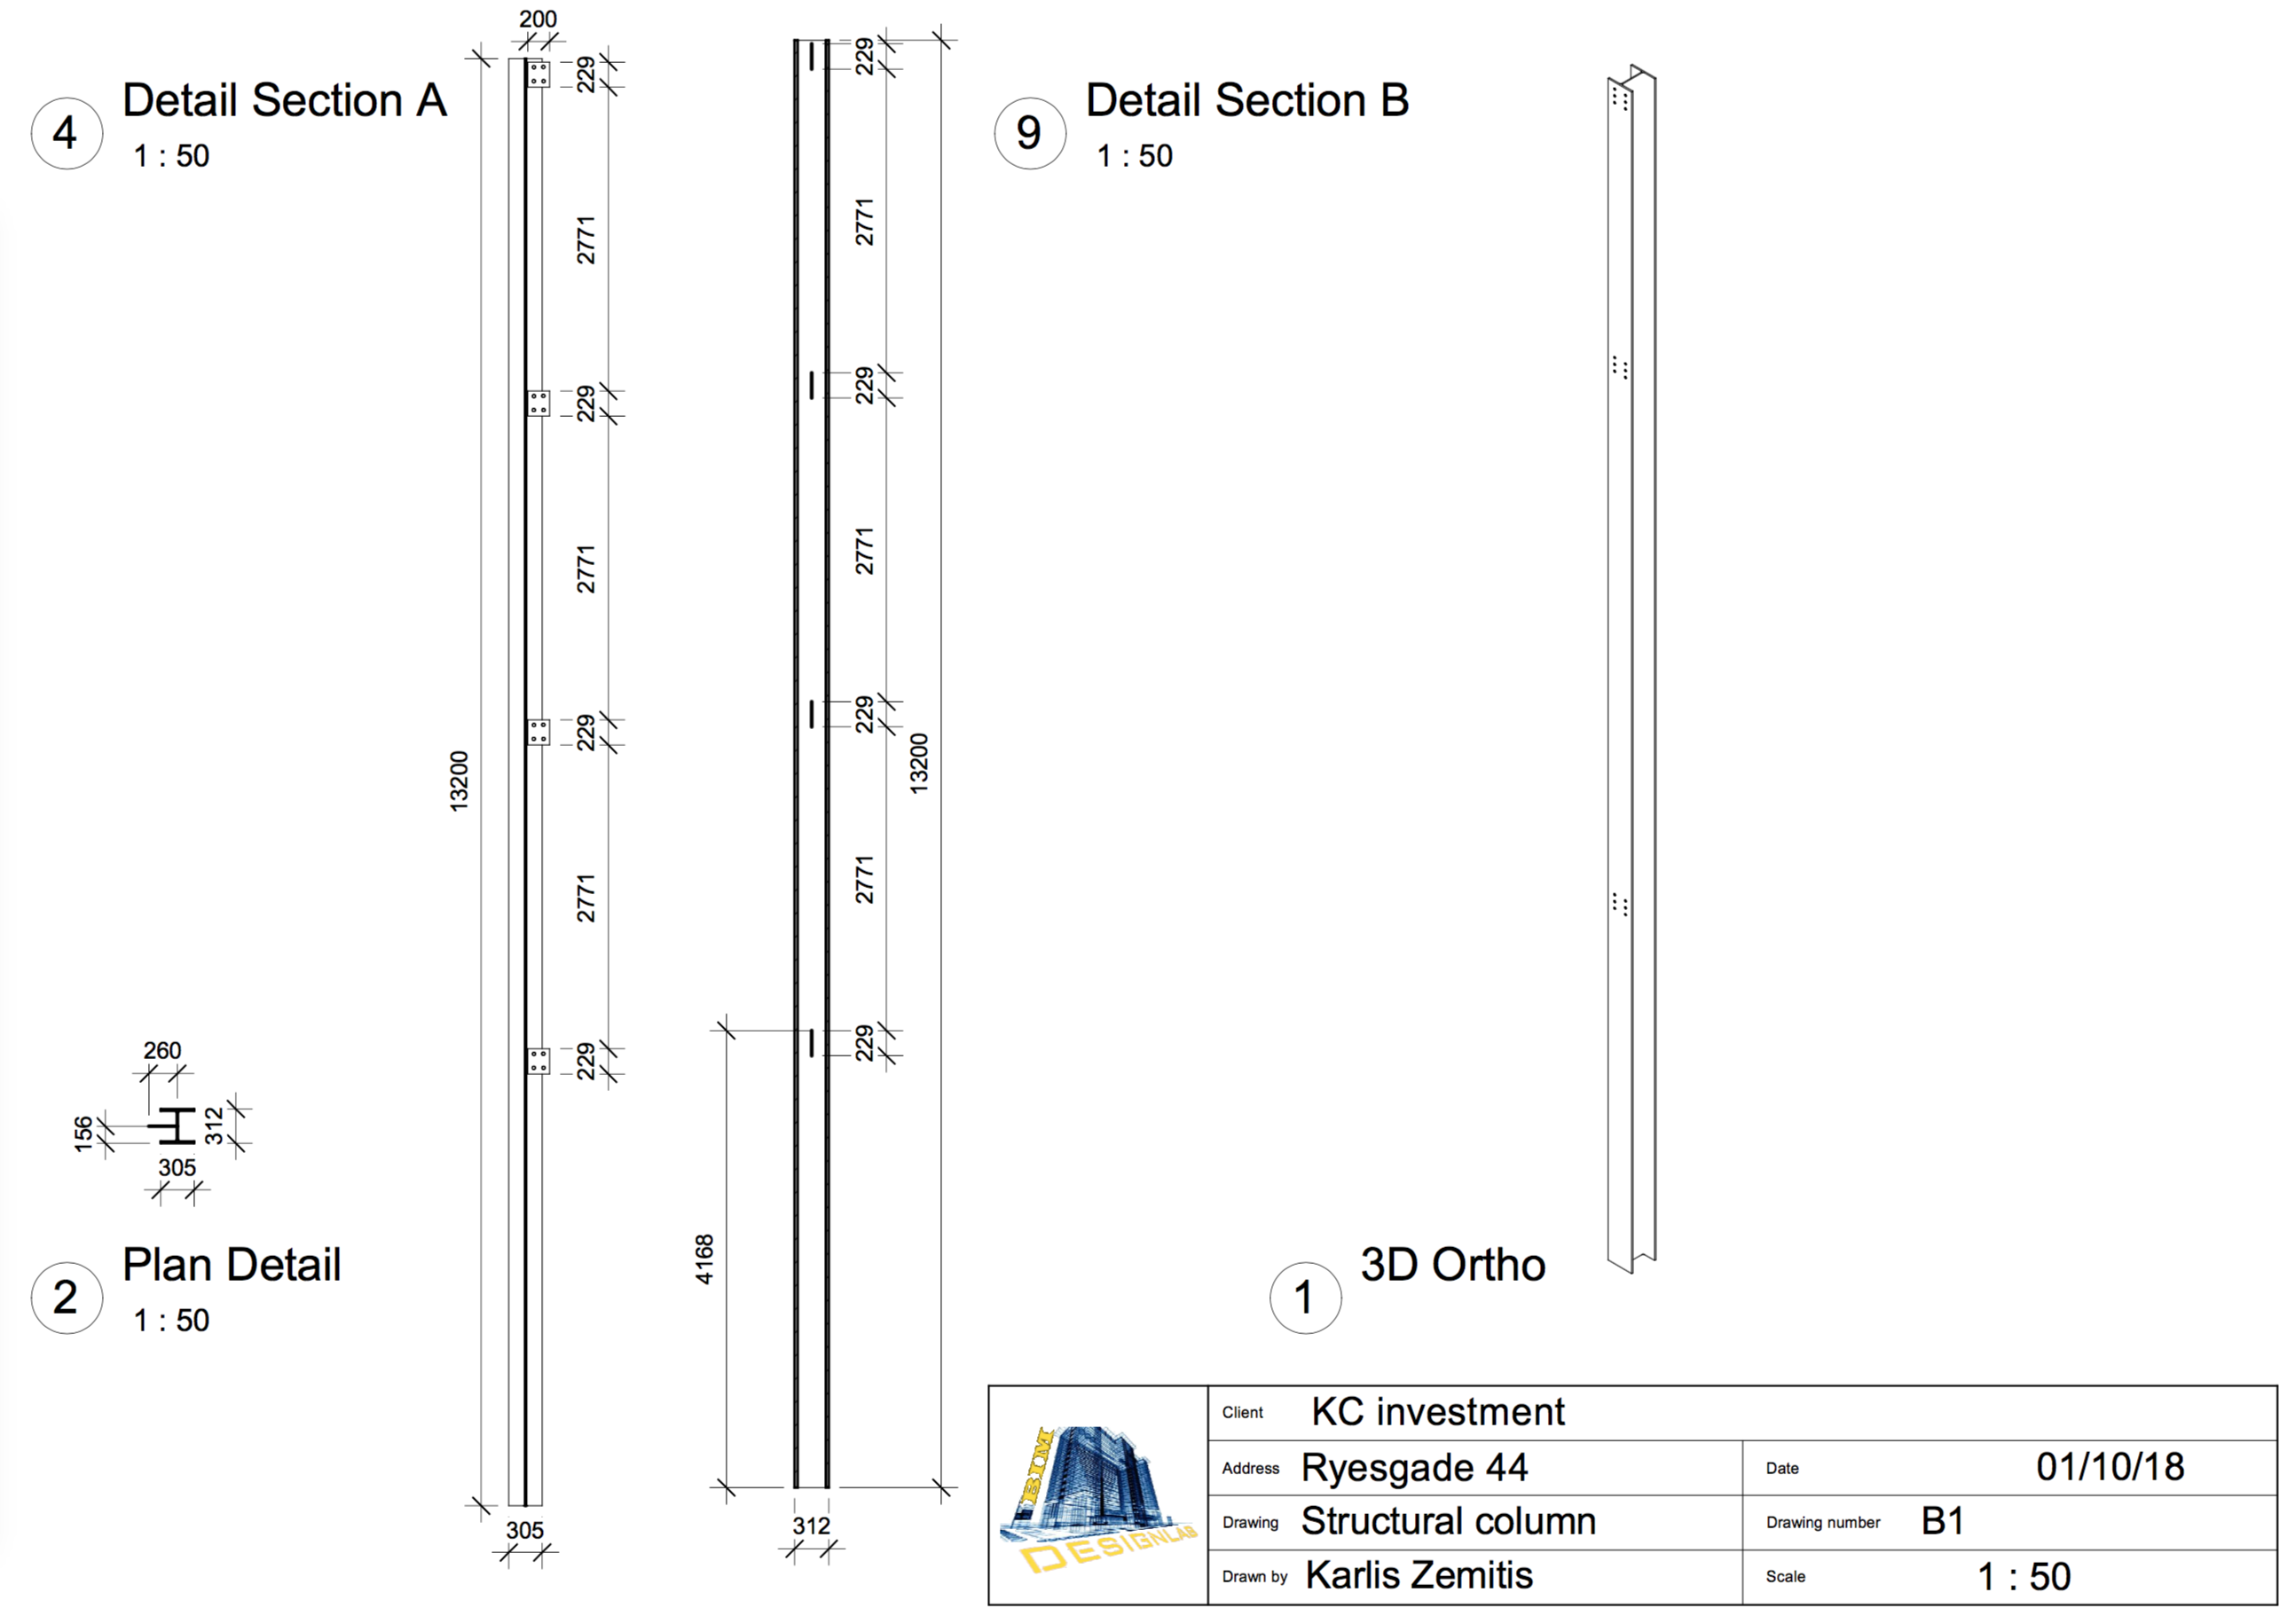 4
Detail Section A
1 : 50
200
229
2771
229
2771
229
2771
229
13200
305
229
2771
229
2771
229
2771
229
13200
4168
312
9
Detail Section B
1 : 50
260
156
312
305
2
Plan Detail
1 : 50
1
3D Ortho
BIM
DESIGNLAB
Client KC investment
Address Ryesgade 44
Date 01/10/18
Drawing Structural column
Drawing number B1
Drawn by Karlis Zemitis
Scale 1 : 50